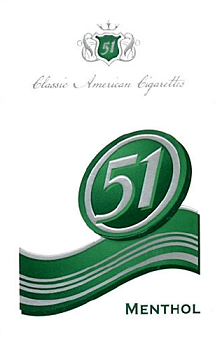 51
Classic American Cigarettes
51
MENTHOL